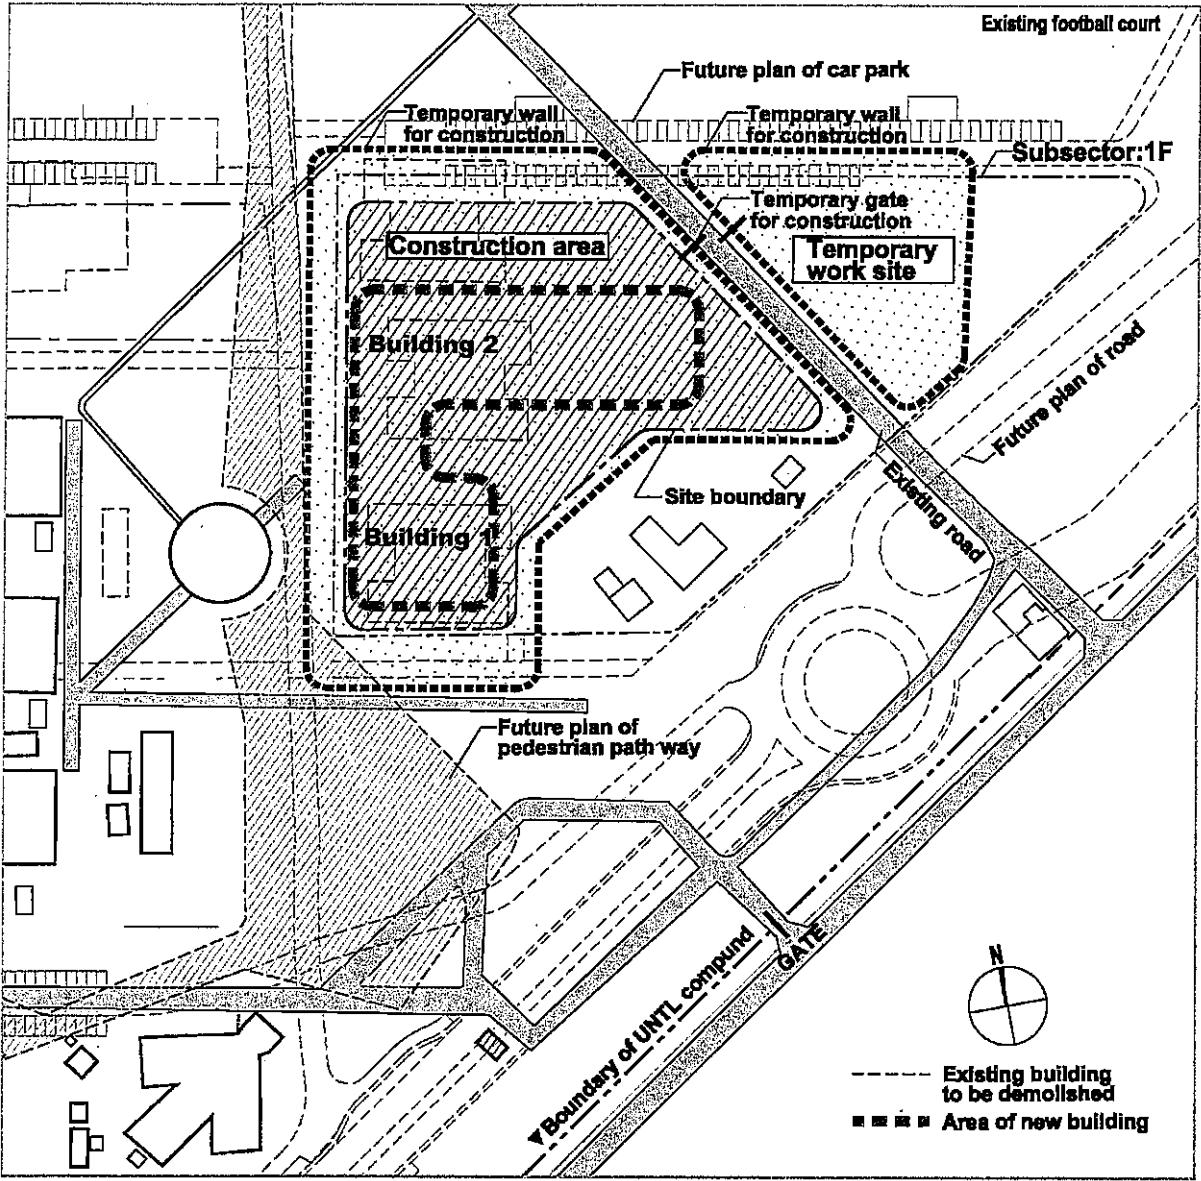 Existing football court
Future plan of car park
Temporary wall
for construction
Temporary wall
for construction
Subsector:1F
Temporary gate
for construction
Construction area
Temporary
work site
Building 2
Future plan of road
Existing road
Site boundary
Building 1
Future plan of
pedestrian path way
GATE
Boundary of UNTL compund
N
Existing building
to be demolished
Area of new building